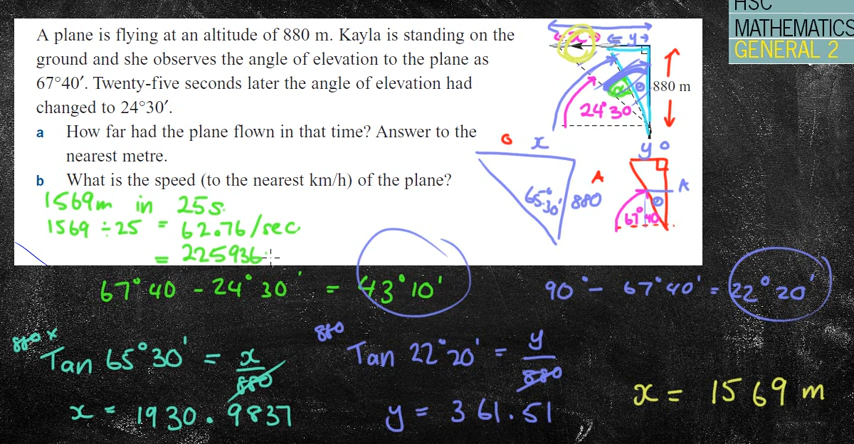 HSC
MATHEMATICS
GENERAL 2
A plane is flying at an altitude of 880 m. Kayla is standing on the
ground and she observes the angle of elevation to the plane as
67°40′. Twenty-five seconds later the angle of elevation had
changed to 24°30′.
a How far had the plane flown in that time? Answer to the
nearest metre.
b What is the speed (to the nearest km/h) of the plane?
x y
880 m
24°30
O x
65°30' 880
y O
A A
67°40
1569m in 25s
1569 ÷ 25 = 62.76/sec
= 225936
67°40 - 24°30' = 43°10'
90° - 67°40' = 22°20'
880 x Tan 65°30' = x/880
x = 1930.9837
880 Tan 22°20' = y/880
y = 361.51
x = 1569 m